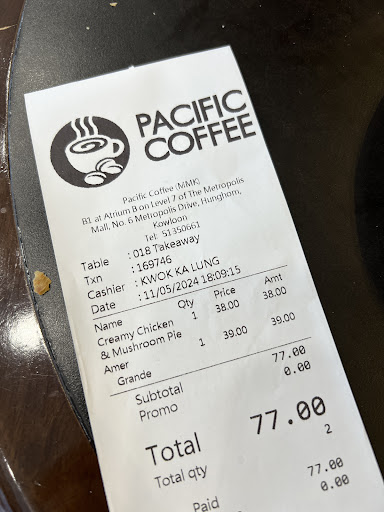 PACIFIC
COFFEE
Pacific Coffee (MMK)
B1 at Atrium B on Level 7 of The Metropolis
Mall, No. 6 Metropolis Drive, Hunghom,
Kowloon
Tel: 51350661
Table : 018 Takeaway
Txn : 169746
Cashier : KWOK KA LUNG
Date : 11/05/2024 18:09:15
Name Qty Price Amt
Creamy Chicken 1 38.00 38.00
& Mushroom Pie
Amer 1 39.00 39.00
Grande
Subtotal 77.00
Promo 0.00
Total 77.00
Total qty 2
Paid 77.00
0.00